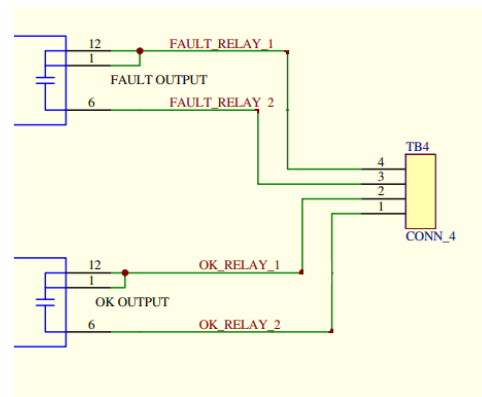 12 FAULT_RELAY_1
1
FAULT OUTPUT
6 FAULT_RELAY_2
TB4
4
3
2
1
CONN_4
12 OK_RELAY_1
1
OK OUTPUT
6 OK_RELAY_2